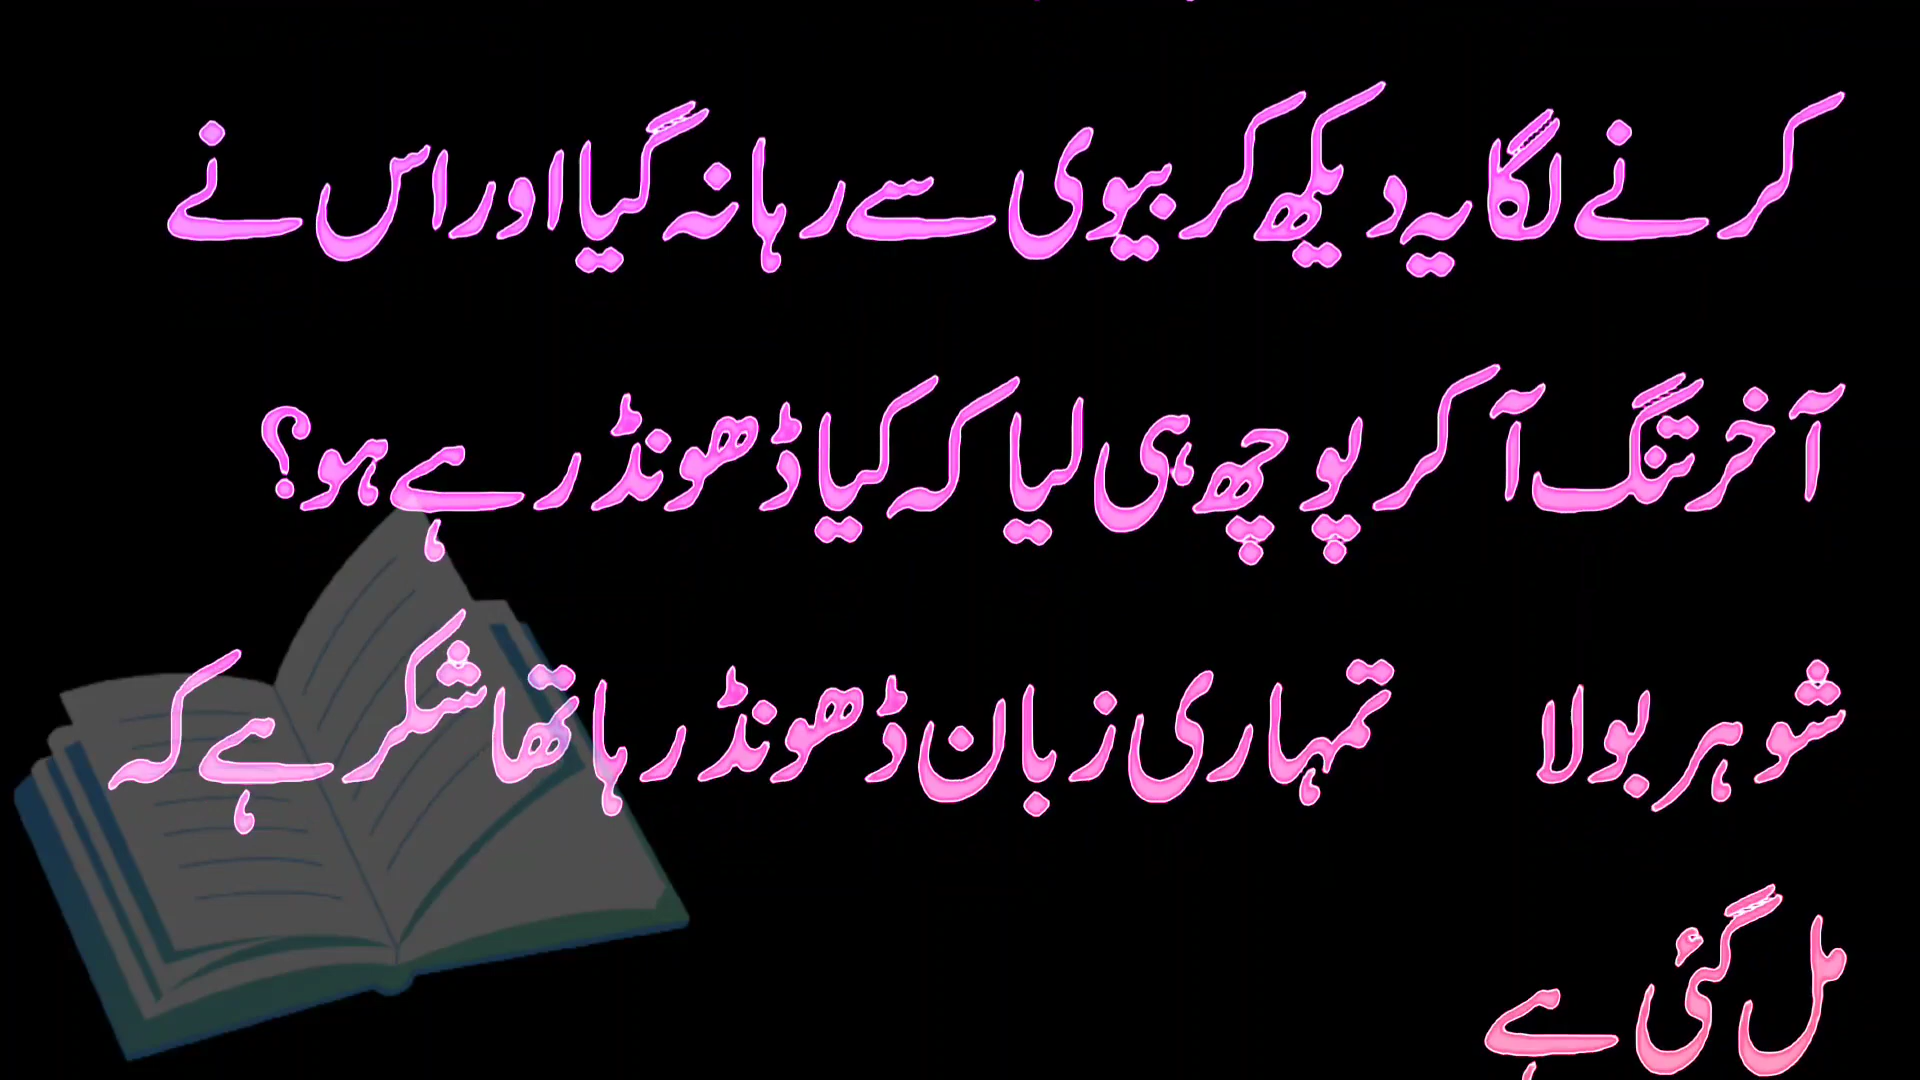 کرنے لگا یہ دیکھ کر بیوی سے رہا نہ گیا اور اس نے
آخر تنگ آ کر پوچھ ہی لیا کہ کیا ڈھونڈ رہے ہو؟
شوہر بولا تمہاری زبان ڈھونڈ رہا تھا شکر ہے کہ
مل گئی ہے